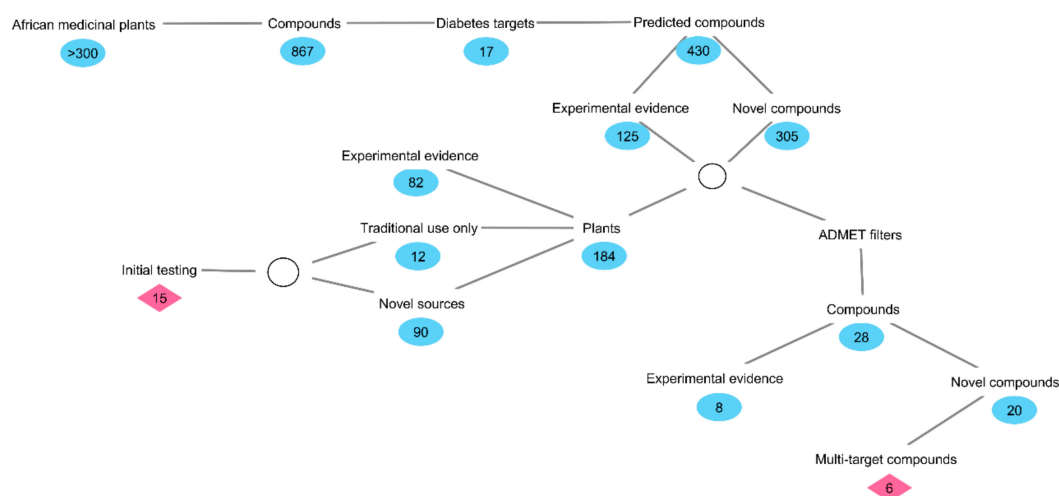 African medicinal plants
>300
Compounds
867
Diabetes targets
17
Predicted compounds
430
Experimental evidence
125
Novel compounds
305
Experimental evidence
82
Traditional use only
12
Plants
184
ADMET filters
Initial testing
15
Novel sources
90
Compounds
28
Experimental evidence
8
Novel compounds
20
Multi-target compounds
6